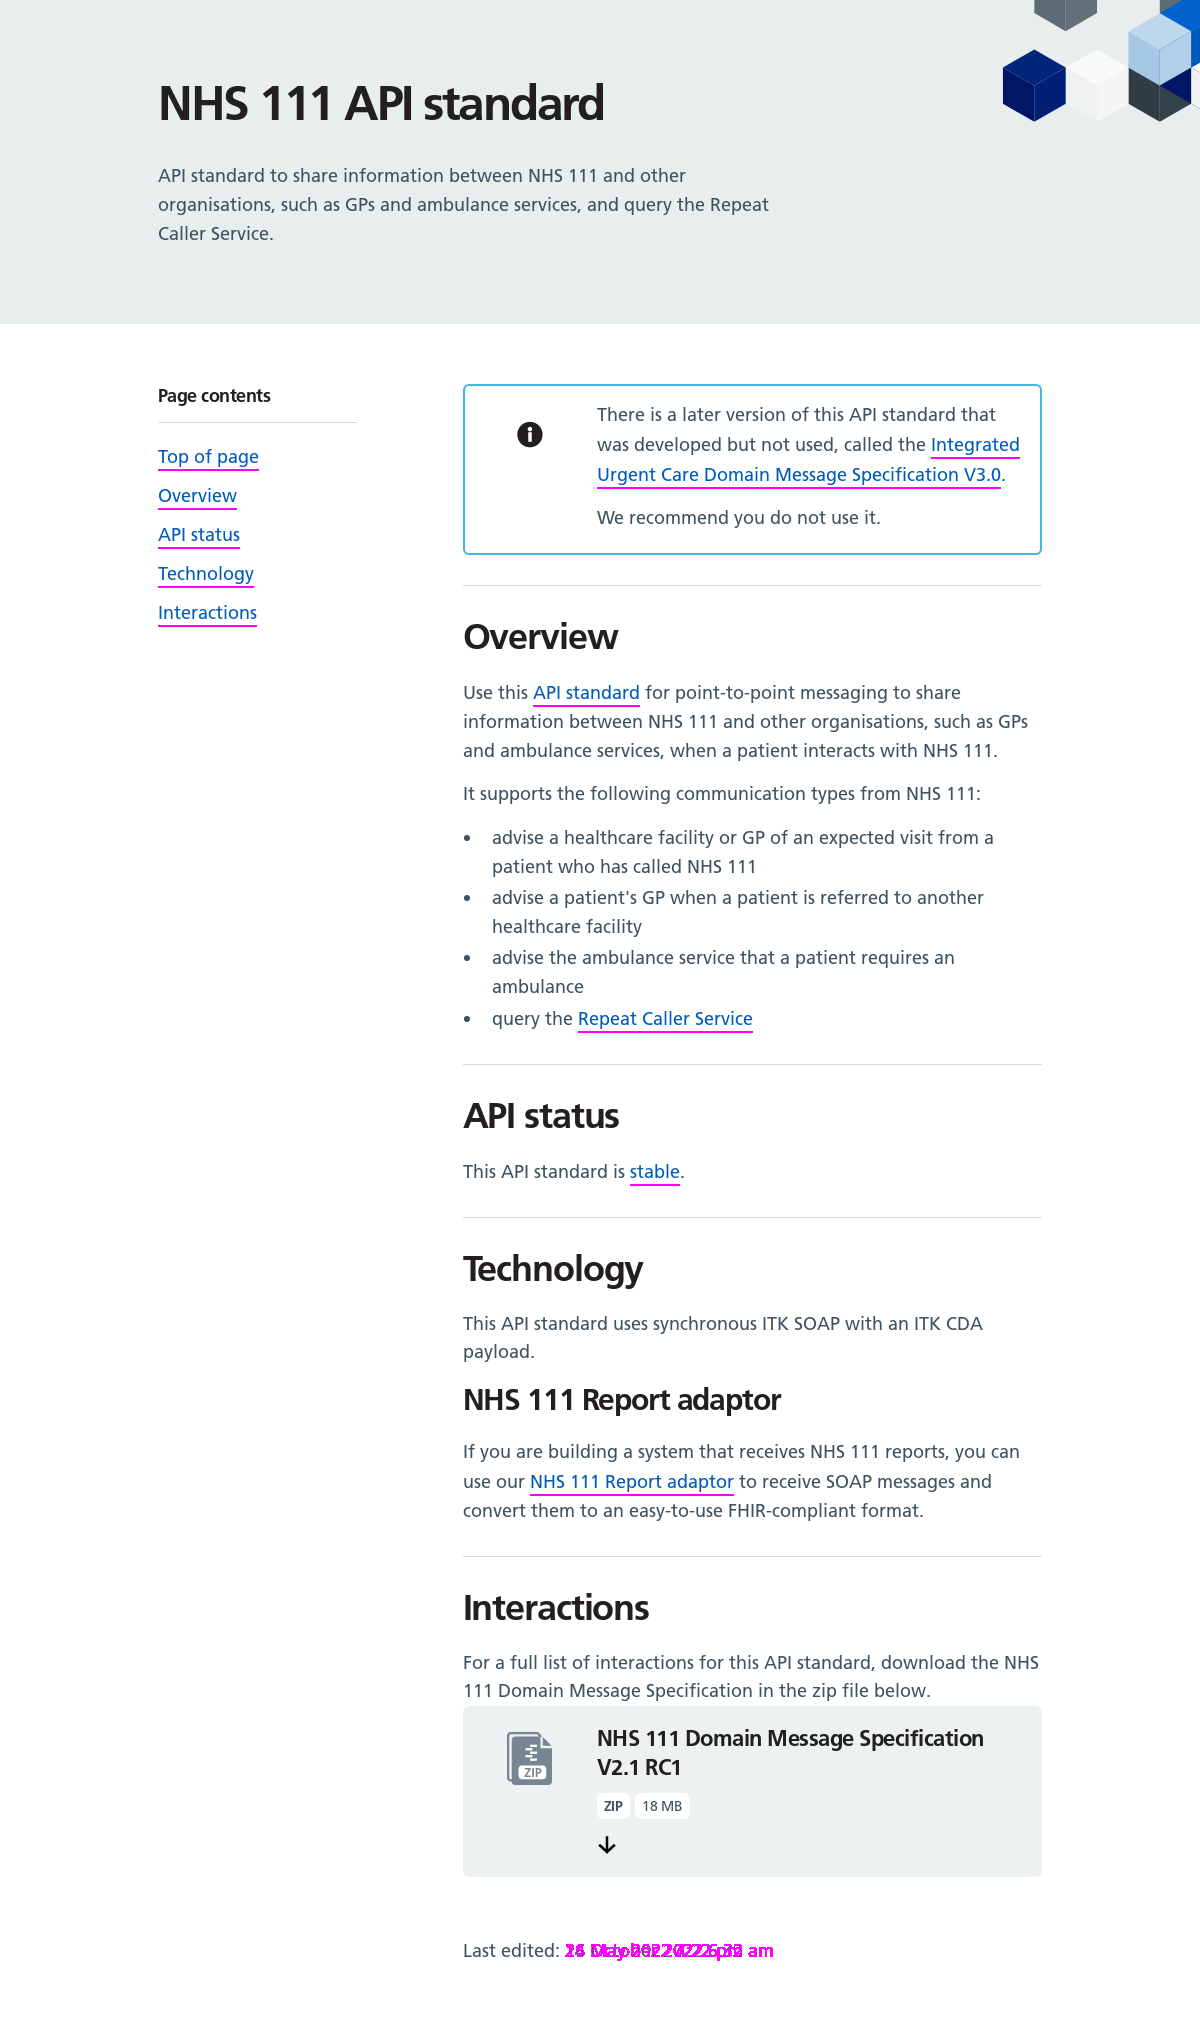 NHS 111 API standard
API standard to share information between NHS 111 and other
organisations, such as GPs and ambulance services, and query the Repeat
Caller Service.
Page contents
Top of page
Overview
API status
Technology
Interactions
There is a later version of this API standard that
was developed but not used, called the Integrated
Urgent Care Domain Message Specification V3.0.
We recommend you do not use it.
Overview
Use this API standard for point-to-point messaging to share
information between NHS 111 and other organisations, such as GPs
and ambulance services, when a patient interacts with NHS 111.
It supports the following communication types from NHS 111:
• advise a healthcare facility or GP of an expected visit from a
patient who has called NHS 111
• advise a patient's GP when a patient is referred to another
healthcare facility
• advise the ambulance service that a patient requires an
ambulance
• query the Repeat Caller Service
API status
This API standard is stable.
Technology
This API standard uses synchronous ITK SOAP with an ITK CDA
payload.
NHS 111 Report adaptor
If you are building a system that receives NHS 111 reports, you can
use our NHS 111 Report adaptor to receive SOAP messages and
convert them to an easy-to-use FHIR-compliant format.
Interactions
For a full list of interactions for this API standard, download the NHS
111 Domain Message Specification in the zip file below.
ZIP
NHS 111 Domain Message Specification
V2.1 RC1
ZIP 18 MB
Last edited: